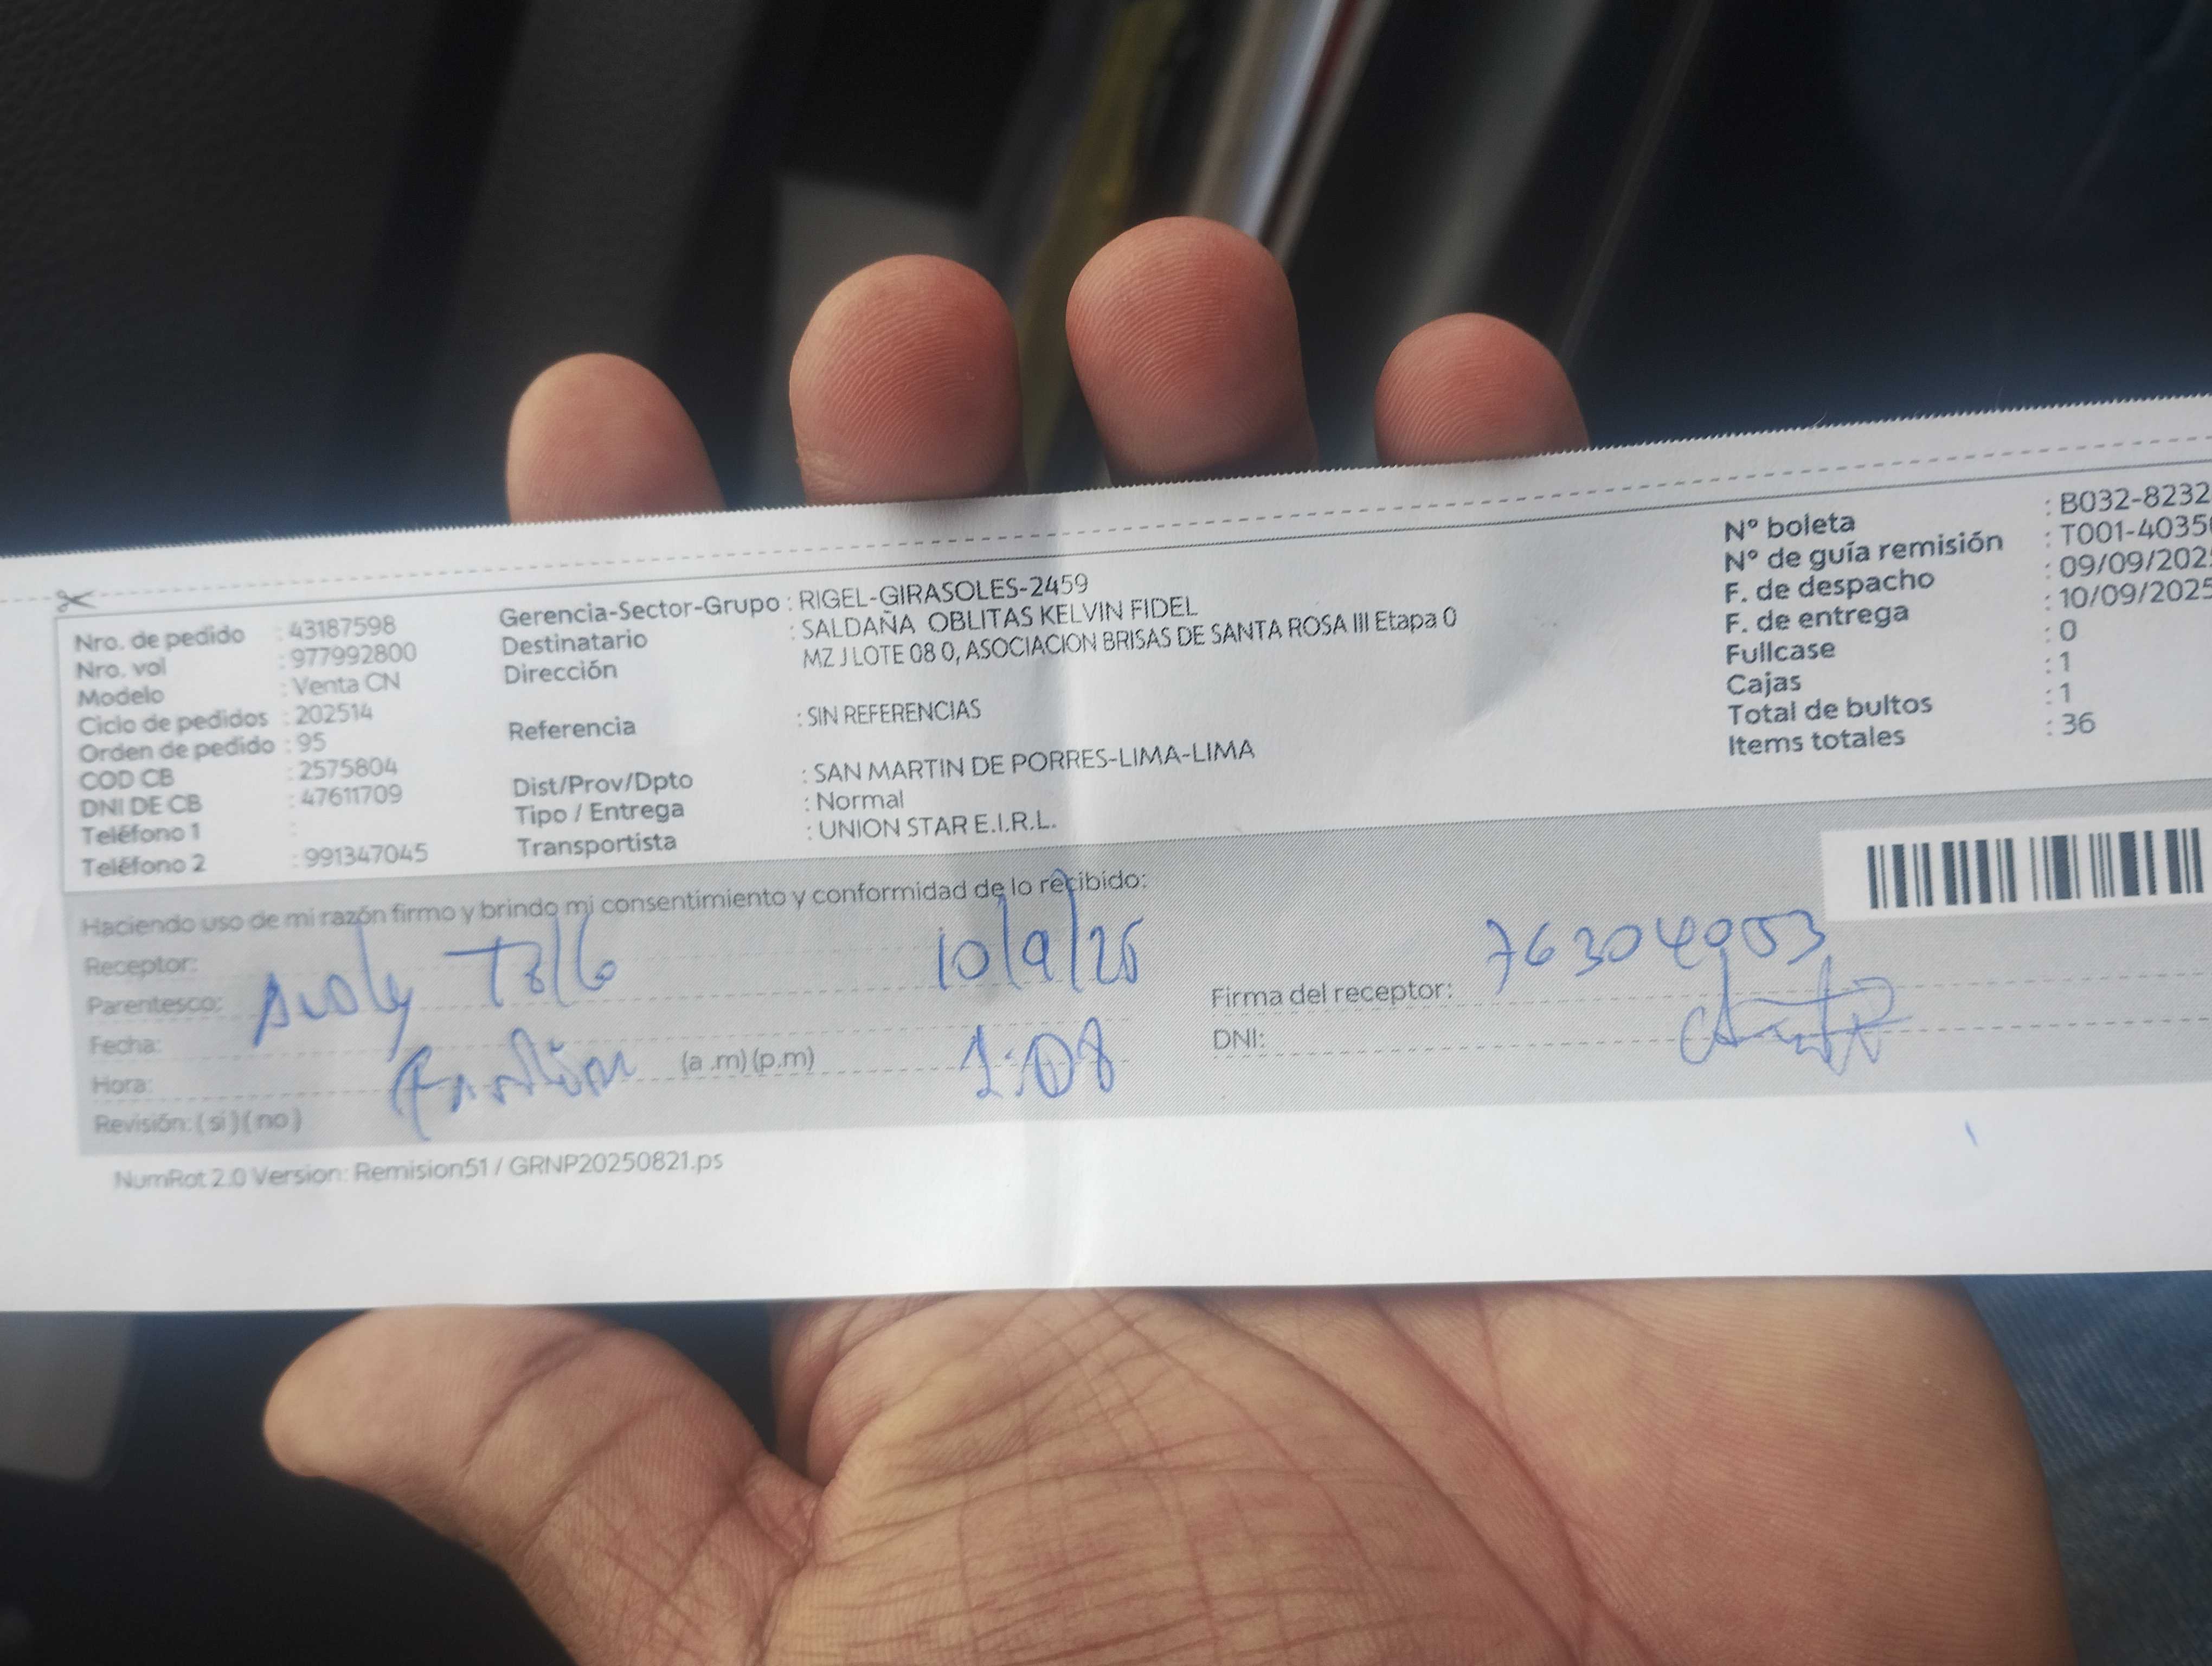 Nro. de pedido : 43187598
Nro. vol : 977992800
Modelo : Venta CN
Ciclo de pedidos : 202514
Orden de pedido : 95
COD CB : 2575804
DNI DE CB : 47611709
Teléfono 1 :
Teléfono 2 : 991347045
Gerencia-Sector-Grupo : RIGEL-GIRASOLES-2459
Destinatario : SALDAÑA OBLITAS KELVIN FIDEL
Dirección MZ J LOTE 08 0, ASOCIACION BRISAS DE SANTA ROSA III Etapa 0
Referencia : SIN REFERENCIAS
Dist/Prov/Dpto : SAN MARTIN DE PORRES-LIMA-LIMA
Tipo / Entrega : Normal
Transportista : UNION STAR E.I.R.L.
N° boleta : B032-8232
N° de guía remisión : T001-4035
F. de despacho : 09/09/202
F. de entrega : 10/09/2025
Fullcase : 0
Cajas : 1
Total de bultos : 1
Items totales : 36
Haciendo uso de mi razón firmo y brindo mi consentimiento y conformidad de lo recibido:
Receptor:
Parentesco:
Fecha: 10/9/25
Hora: (a .m) (p.m) 1:08
Revisión: ( si ) ( no )
Firma del receptor: 76304053
DNI:
NumRot 2.0 Version: Remision51 / GRNP20250821.ps